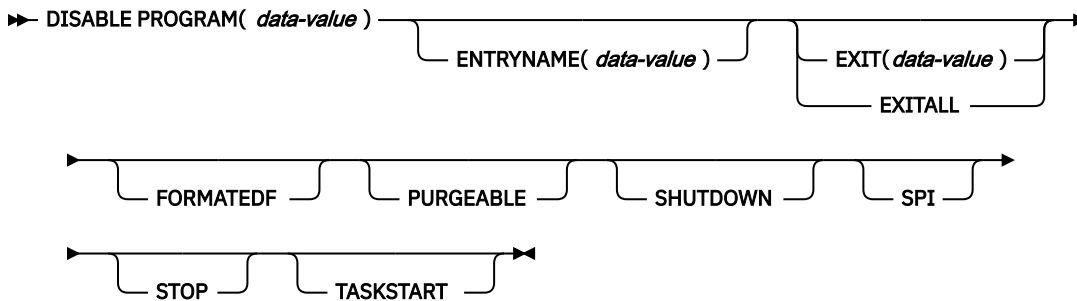 DISABLE PROGRAM( data-value )
ENTRYNAME( data-value )
EXIT(data-value )
EXITALL
FORMATEDF
PURGEABLE
SHUTDOWN
SPI
STOP
TASKSTART